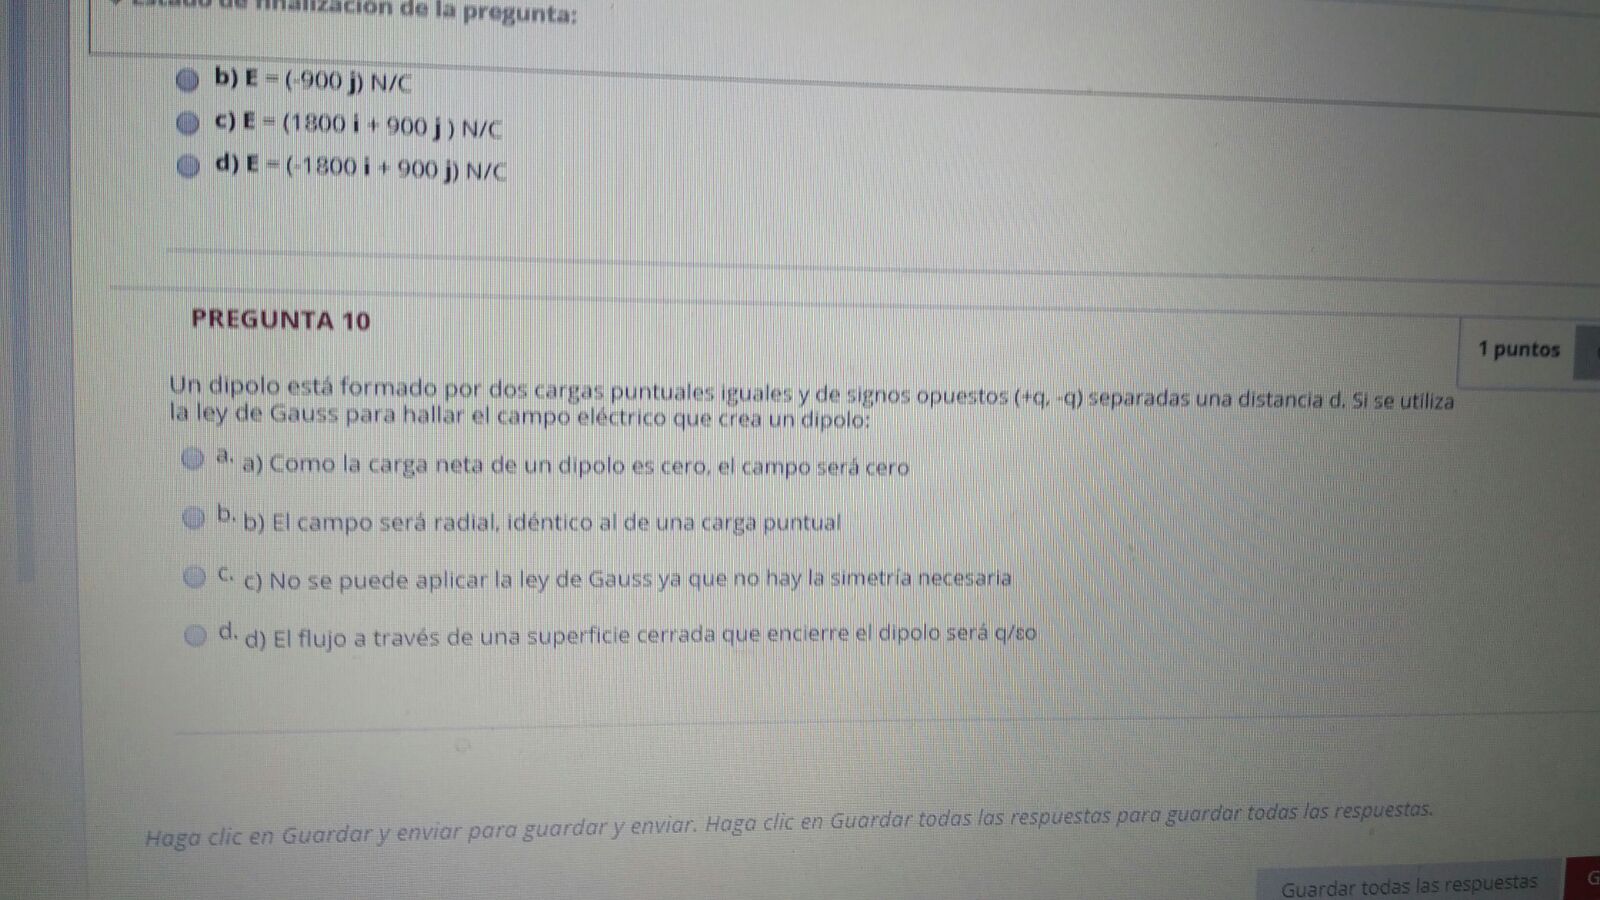 Estado de finalización de la pregunta:
b) E = (-900 j) N/C
c) E = (1800 i + 900 j ) N/C
d) E = (-1800 i + 900 j) N/C
PREGUNTA 10
1 puntos
Un dipolo está formado por dos cargas puntuales iguales y de signos opuestos (+q, -q) separadas una distancia d. Si se utiliza
la ley de Gauss para hallar el campo eléctrico que crea un dipolo:
a. a) Como la carga neta de un dipolo es cero, el campo será cero
b. b) El campo será radial, idéntico al de una carga puntual
c. c) No se puede aplicar la ley de Gauss ya que no hay la simetría necesaria
d. d) El flujo a través de una superficie cerrada que encierre el dipolo será q/εo
Haga clic en Guardar y enviar para guardar y enviar. Haga clic en Guardar todas las respuestas para guardar todas las respuestas.
Guardar todas las respuestas